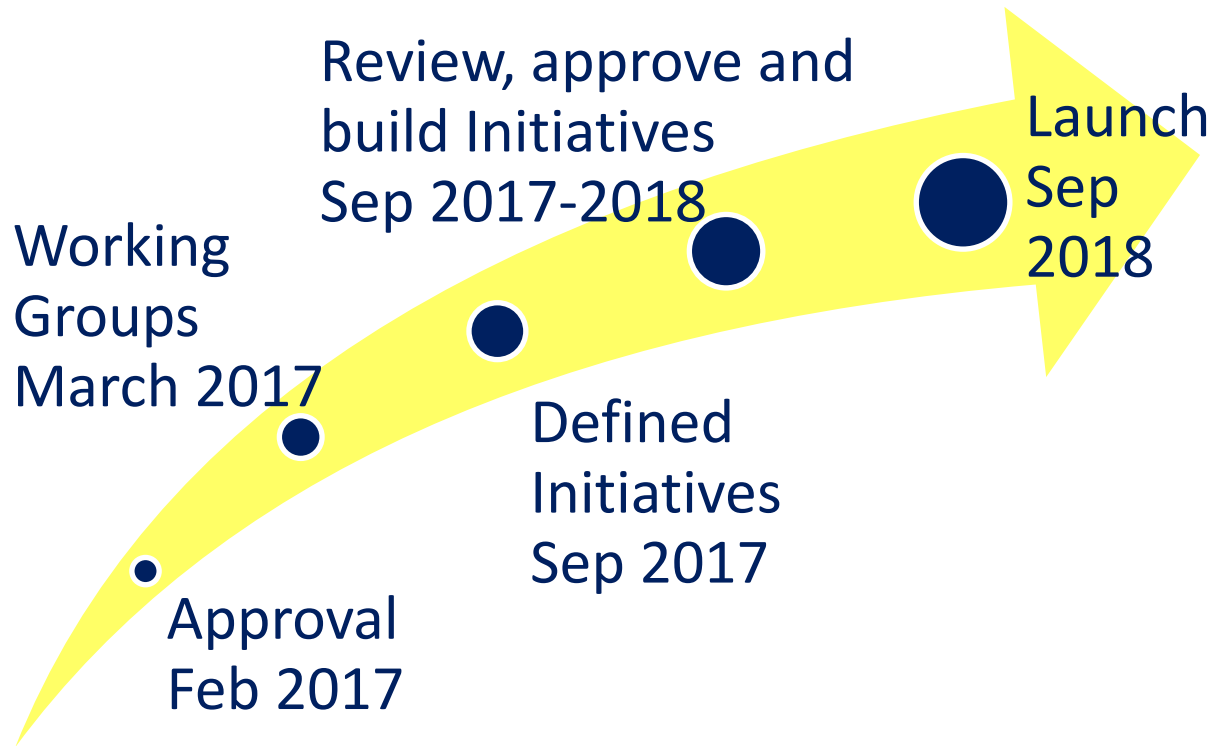 Review, approve and
build Initiatives
Sep 2017-2018
Launch
Sep
2018
Working
Groups
March 2017
Defined
Initiatives
Sep 2017
Approval
Feb 2017